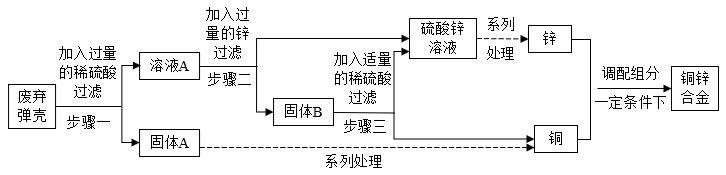 废弃
弹壳
加入过量
的稀硫酸
过滤
步骤一
溶液A
固体A
加入过
量的锌
过滤
步骤二
固体B
加入适量
的稀硫酸
过滤
步骤三
硫酸锌
溶液
系列
处理
锌
铜
系列处理
调配组分
一定条件下
铜锌
合金